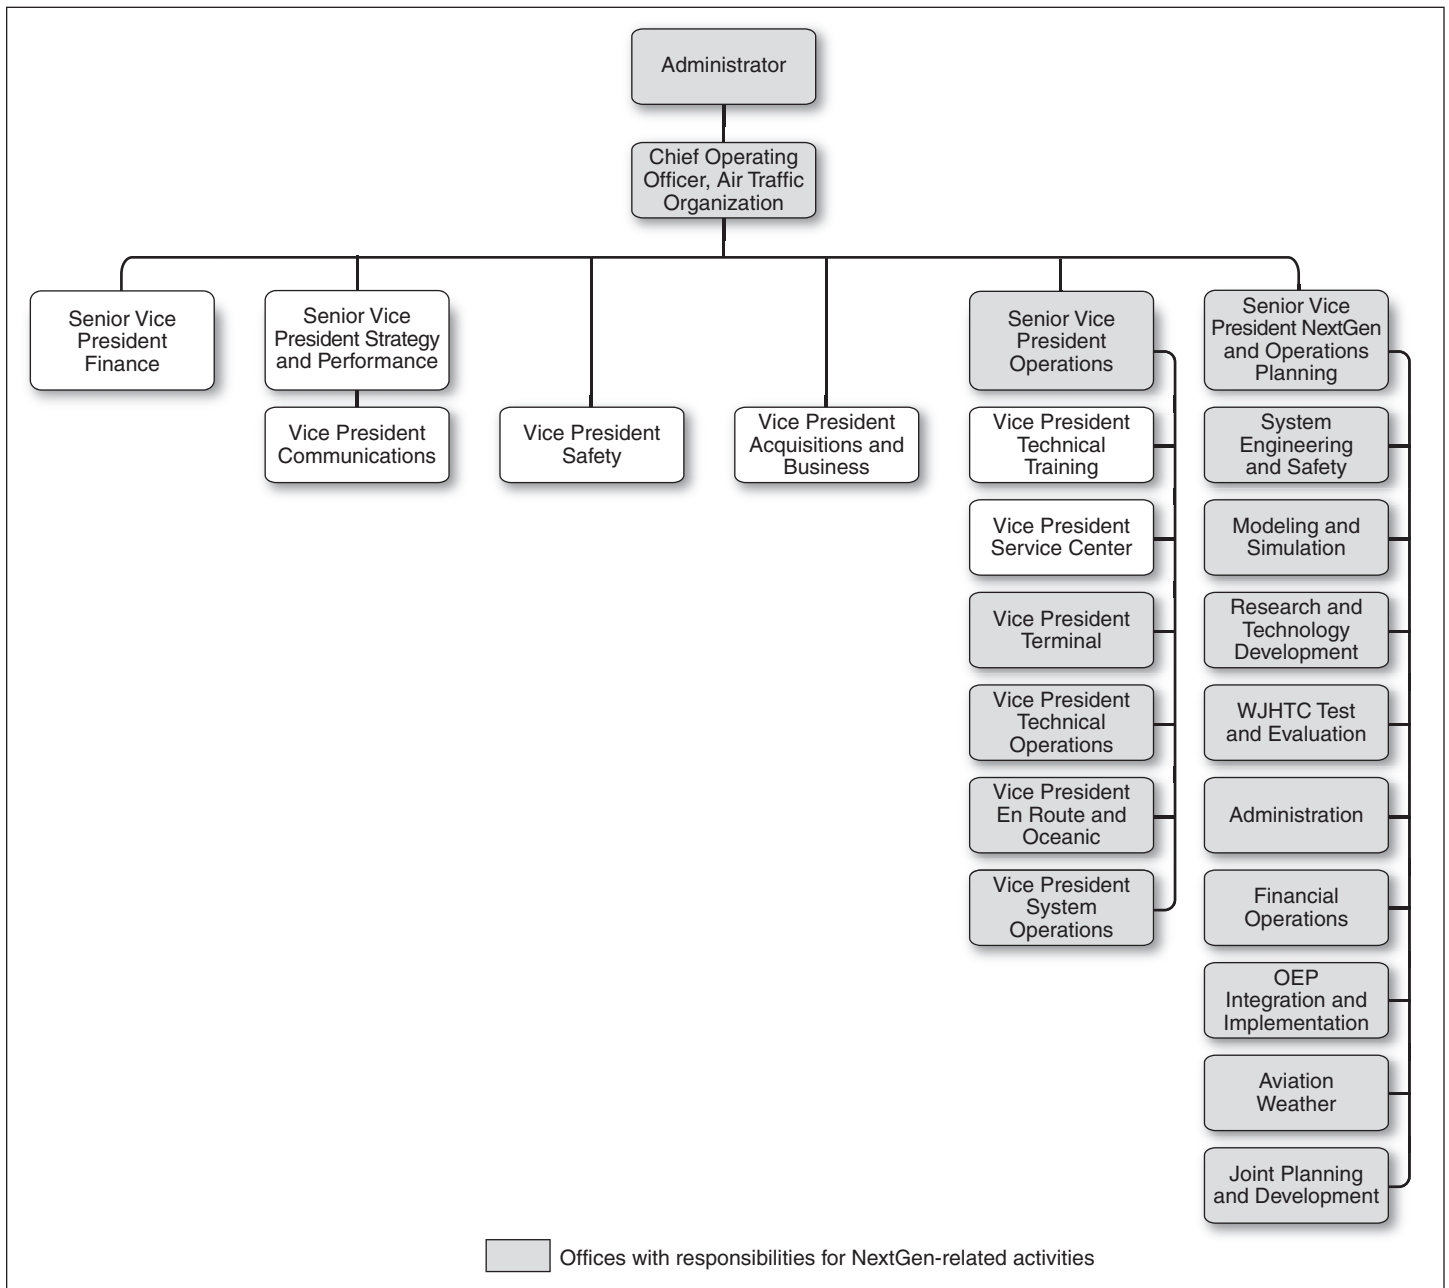 Administrator
Chief Operating
Officer, Air Traffic
Organization
Senior Vice
President
Finance
Senior Vice
President Strategy
and Performance
Vice President
Communications
Vice President
Safety
Vice President
Acquisitions and
Business
Senior Vice
President
Operations
Vice President
Technical
Training
Vice President
Service Center
Vice President
Terminal
Vice President
Technical
Operations
Vice President
En Route and
Oceanic
Vice President
System
Operations
Senior Vice
President NextGen
and Operations
Planning
System
Engineering
and Safety
Modeling and
Simulation
Research and
Technology
Development
WJHTC Test
and Evaluation
Administration
Financial
Operations
OEP
Integration and
Implementation
Aviation
Weather
Joint Planning
and Development
Offices with responsibilities for NextGen-related activities